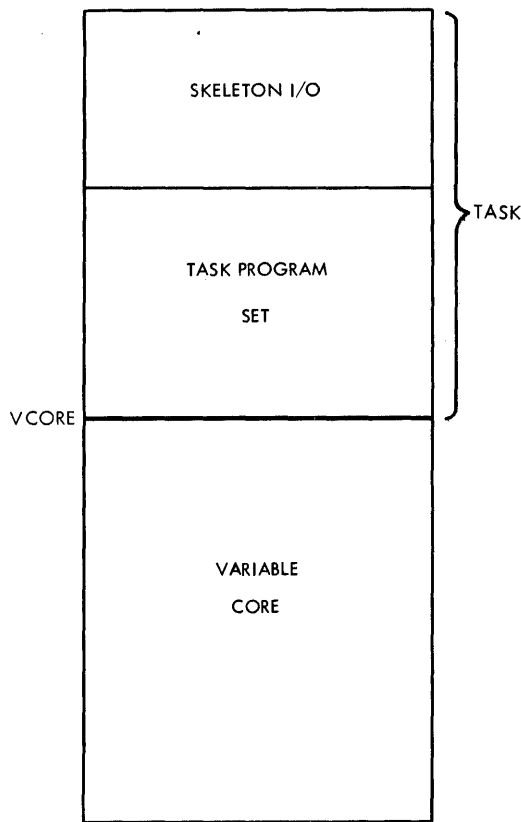 SKELETON I/O
TASK
TASK PROGRAM
SET
VCORE
VARIABLE
CORE